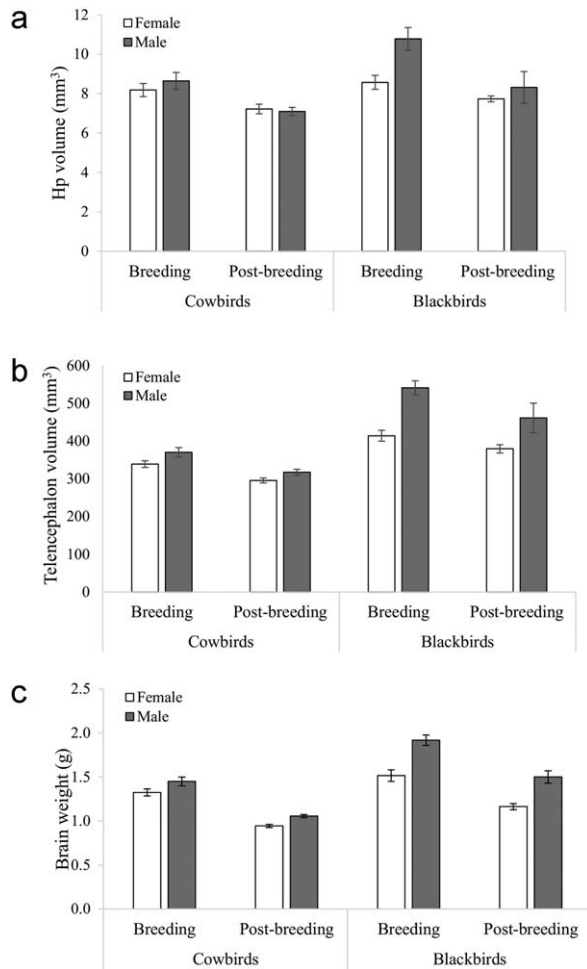 a
Female
Male
Hp volume (mm³)
12
10
8
6
4
2
0
Breeding Post-breeding Breeding Post-breeding
Cowbirds Blackbirds
b
Female
Male
Telencephalon volume (mm³)
600
500
400
300
200
100
0
Breeding Post-breeding Breeding Post-breeding
Cowbirds Blackbirds
c
Female
Male
Brain weight (g)
2.5
2.0
1.5
1.0
0.5
0.0
Breeding Post-breeding Breeding Post-breeding
Cowbirds Blackbirds